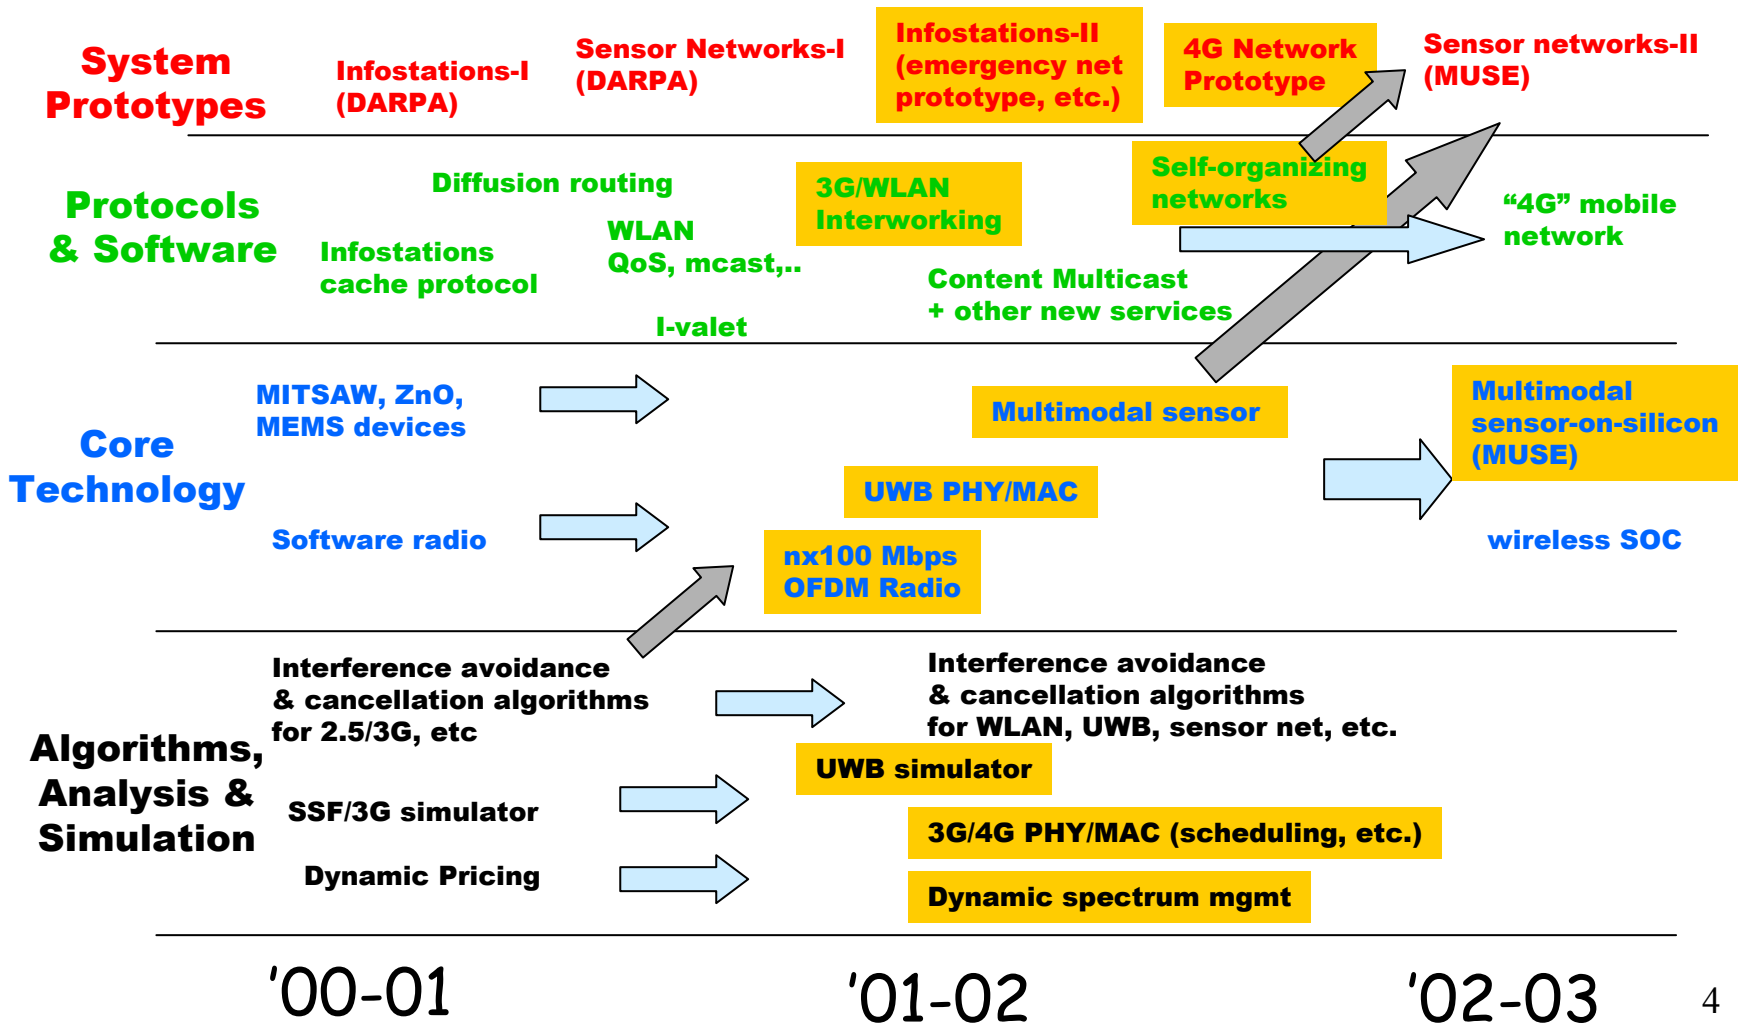 System
Prototypes
Infostations-I
(DARPA)
Sensor Networks-I
(DARPA)
Infostations-II
(emergency net
prototype, etc.)
4G Network
Prototype
Sensor networks-II
(MUSE)
Protocols
& Software
Diffusion routing
Infostations
cache protocol
WLAN
QoS, mcast,..
I-valet
3G/WLAN
Interworking
Content Multicast
+ other new services
Self-organizing
networks
“4G” mobile
network
Core
Technology
MITSAW, ZnO,
MEMS devices
Software radio
Multimodal sensor
UWB PHY/MAC
nx100 Mbps
OFDM Radio
Multimodal
sensor-on-silicon
(MUSE)
wireless SOC
Algorithms,
Analysis &
Simulation
Interference avoidance
& cancellation algorithms
for 2.5/3G, etc
SSF/3G simulator
Dynamic Pricing
Interference avoidance
& cancellation algorithms
for WLAN, UWB, sensor net, etc.
UWB simulator
3G/4G PHY/MAC (scheduling, etc.)
Dynamic spectrum mgmt
'00-01
'01-02
'02-03
4